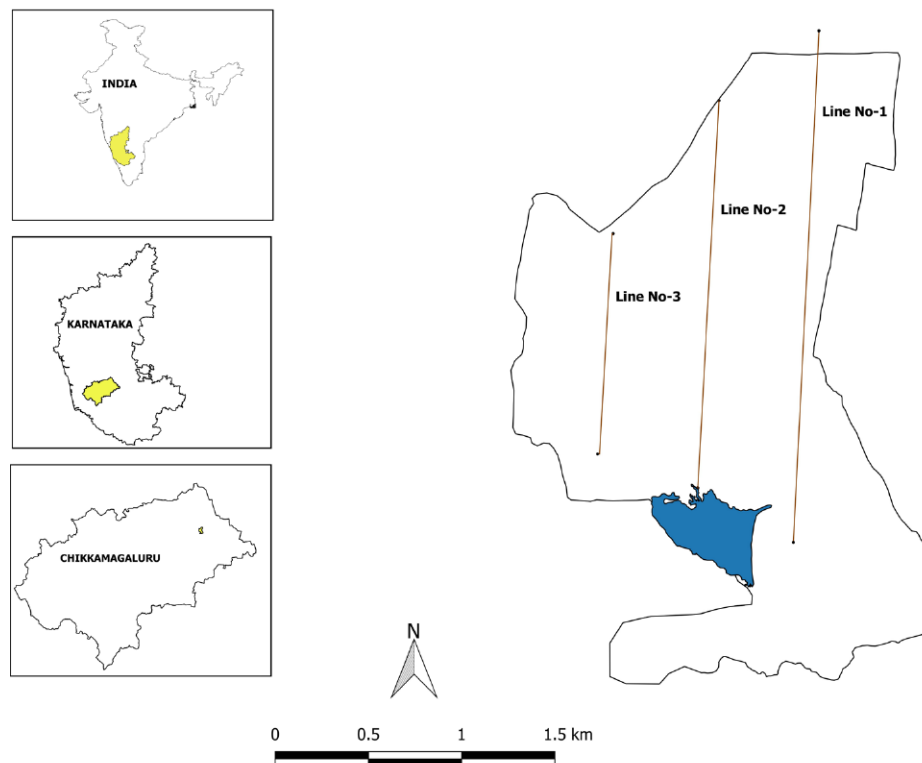 INDIA
KARNATAKA
CHIKKAMAGALURU
Line No-1
Line No-2
Line No-3
N
0 0.5 1 1.5 km